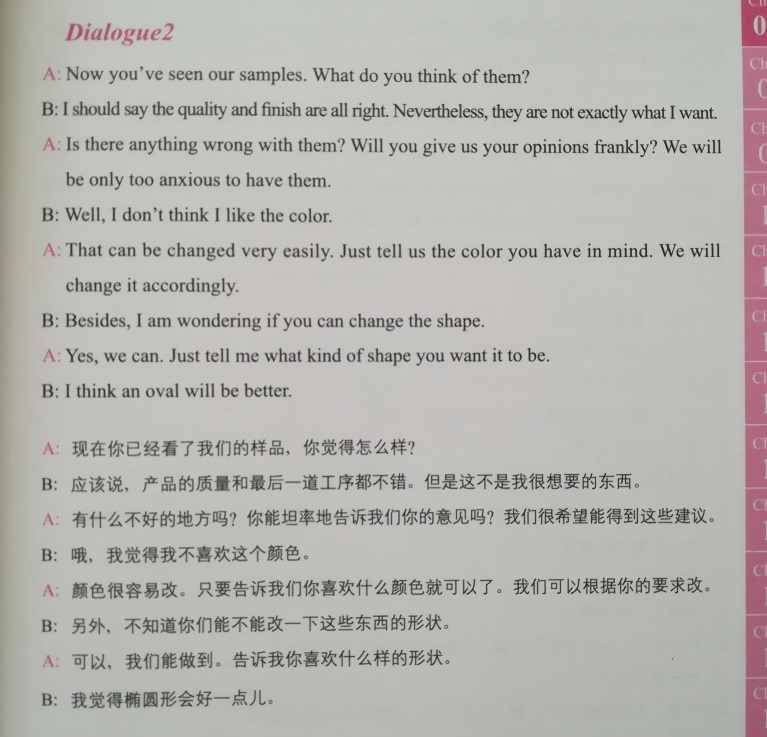 Dialogue2
A: Now you've seen our samples. What do you think of them?
B: I should say the quality and finish are all right. Nevertheless, they are not exactly what I want.
A: Is there anything wrong with them? Will you give us your opinions frankly? We will
be only too anxious to have them.
B: Well, I don't think I like the color.
A: That can be changed very easily. Just tell us the color you have in mind. We will
change it accordingly.
B: Besides, I am wondering if you can change the shape.
A: Yes, we can. Just tell me what kind of shape you want it to be.
B: I think an oval will be better.
A: 现在你已经看了我们的样品，你觉得怎么样？
B: 应该说，产品的质量和最后一道工序都不错。但是这不是我很想要的东西。
A: 有什么不好的地方吗？你能坦率地告诉我们你的意见吗？我们很希望能得到这些建议。
B: 哦，我觉得我不喜欢这个颜色。
A: 颜色很容易改。只要告诉我们你喜欢什么颜色就可以了。我们可以根据你的要求改。
B: 另外，不知道你们能不能改一下这些东西的形状。
A: 可以，我们能做到。告诉我你喜欢什么样的形状。
B: 我觉得椭圆形会好一点儿。